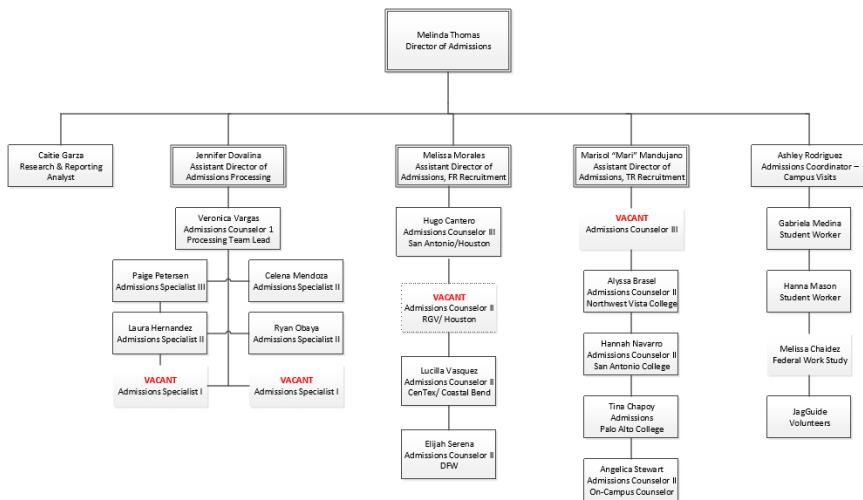 Melinda Thomas
Director of Admissions
Caitie Garza
Research & Reporting
Analyst
Jennifer Dovalina
Assistant Director of
Admissions Processing
Melissa Morales
Assistant Director of
Admissions, FR Recruitment
Marisol "Mari" Mandujano
Assistant Director of
Admissions, TR Recruitment
Ashley Rodriguez
Admissions Coordinator –
Campus Visits
Veronica Vargas
Admissions Counselor 1
Processing Team Lead
Paige Petersen
Admissions Specialist III
Celena Mendoza
Admissions Specialist II
Laura Hernandez
Admissions Specialist II
Ryan Obaya
Admissions Specialist II
VACANT
Admissions Specialist I
VACANT
Admissions Specialist I
Hugo Cantero
Admissions Counselor III
San Antonio/Houston
VACANT
Admissions Counselor II
RGV/ Houston
Lucilla Vasquez
Admissions Counselor II
CenTex/ Coastal Bend
Elijah Serena
Admissions Counselor II
DFW
VACANT
Admissions Counselor III
Alyssa Brasel
Admissions Counselor II
Northwest Vista College
Hannah Navarro
Admissions Counselor II
San Antonio College
Tina Chapoy
Admissions
Palo Alto College
Angelica Stewart
Admissions Counselor II
On-Campus Counselor
Gabriela Medina
Student Worker
Hanna Mason
Student Worker
Melissa Chaidez
Federal Work Study
JagGuide
Volunteers